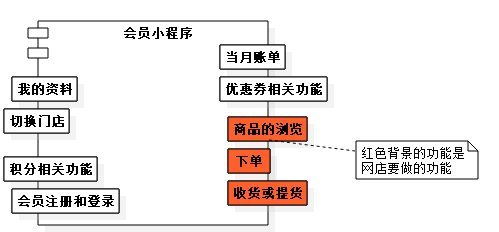 会员小程序
当月账单
我的资料
优惠券相关功能
切换门店
商品的浏览
下单
红色背景的功能是
网店要做的功能
积分相关功能
收货或提货
会员注册和登录